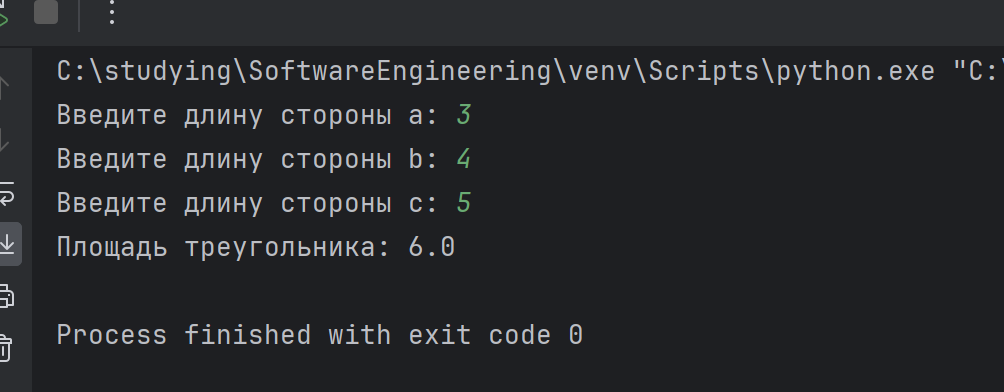 C:\studying\SoftwareEngineering\venv\Scripts\python.exe "C:\
Введите длину стороны a: 3
Введите длину стороны b: 4
Введите длину стороны c: 5
Площадь треугольника: 6.0
Process finished with exit code 0